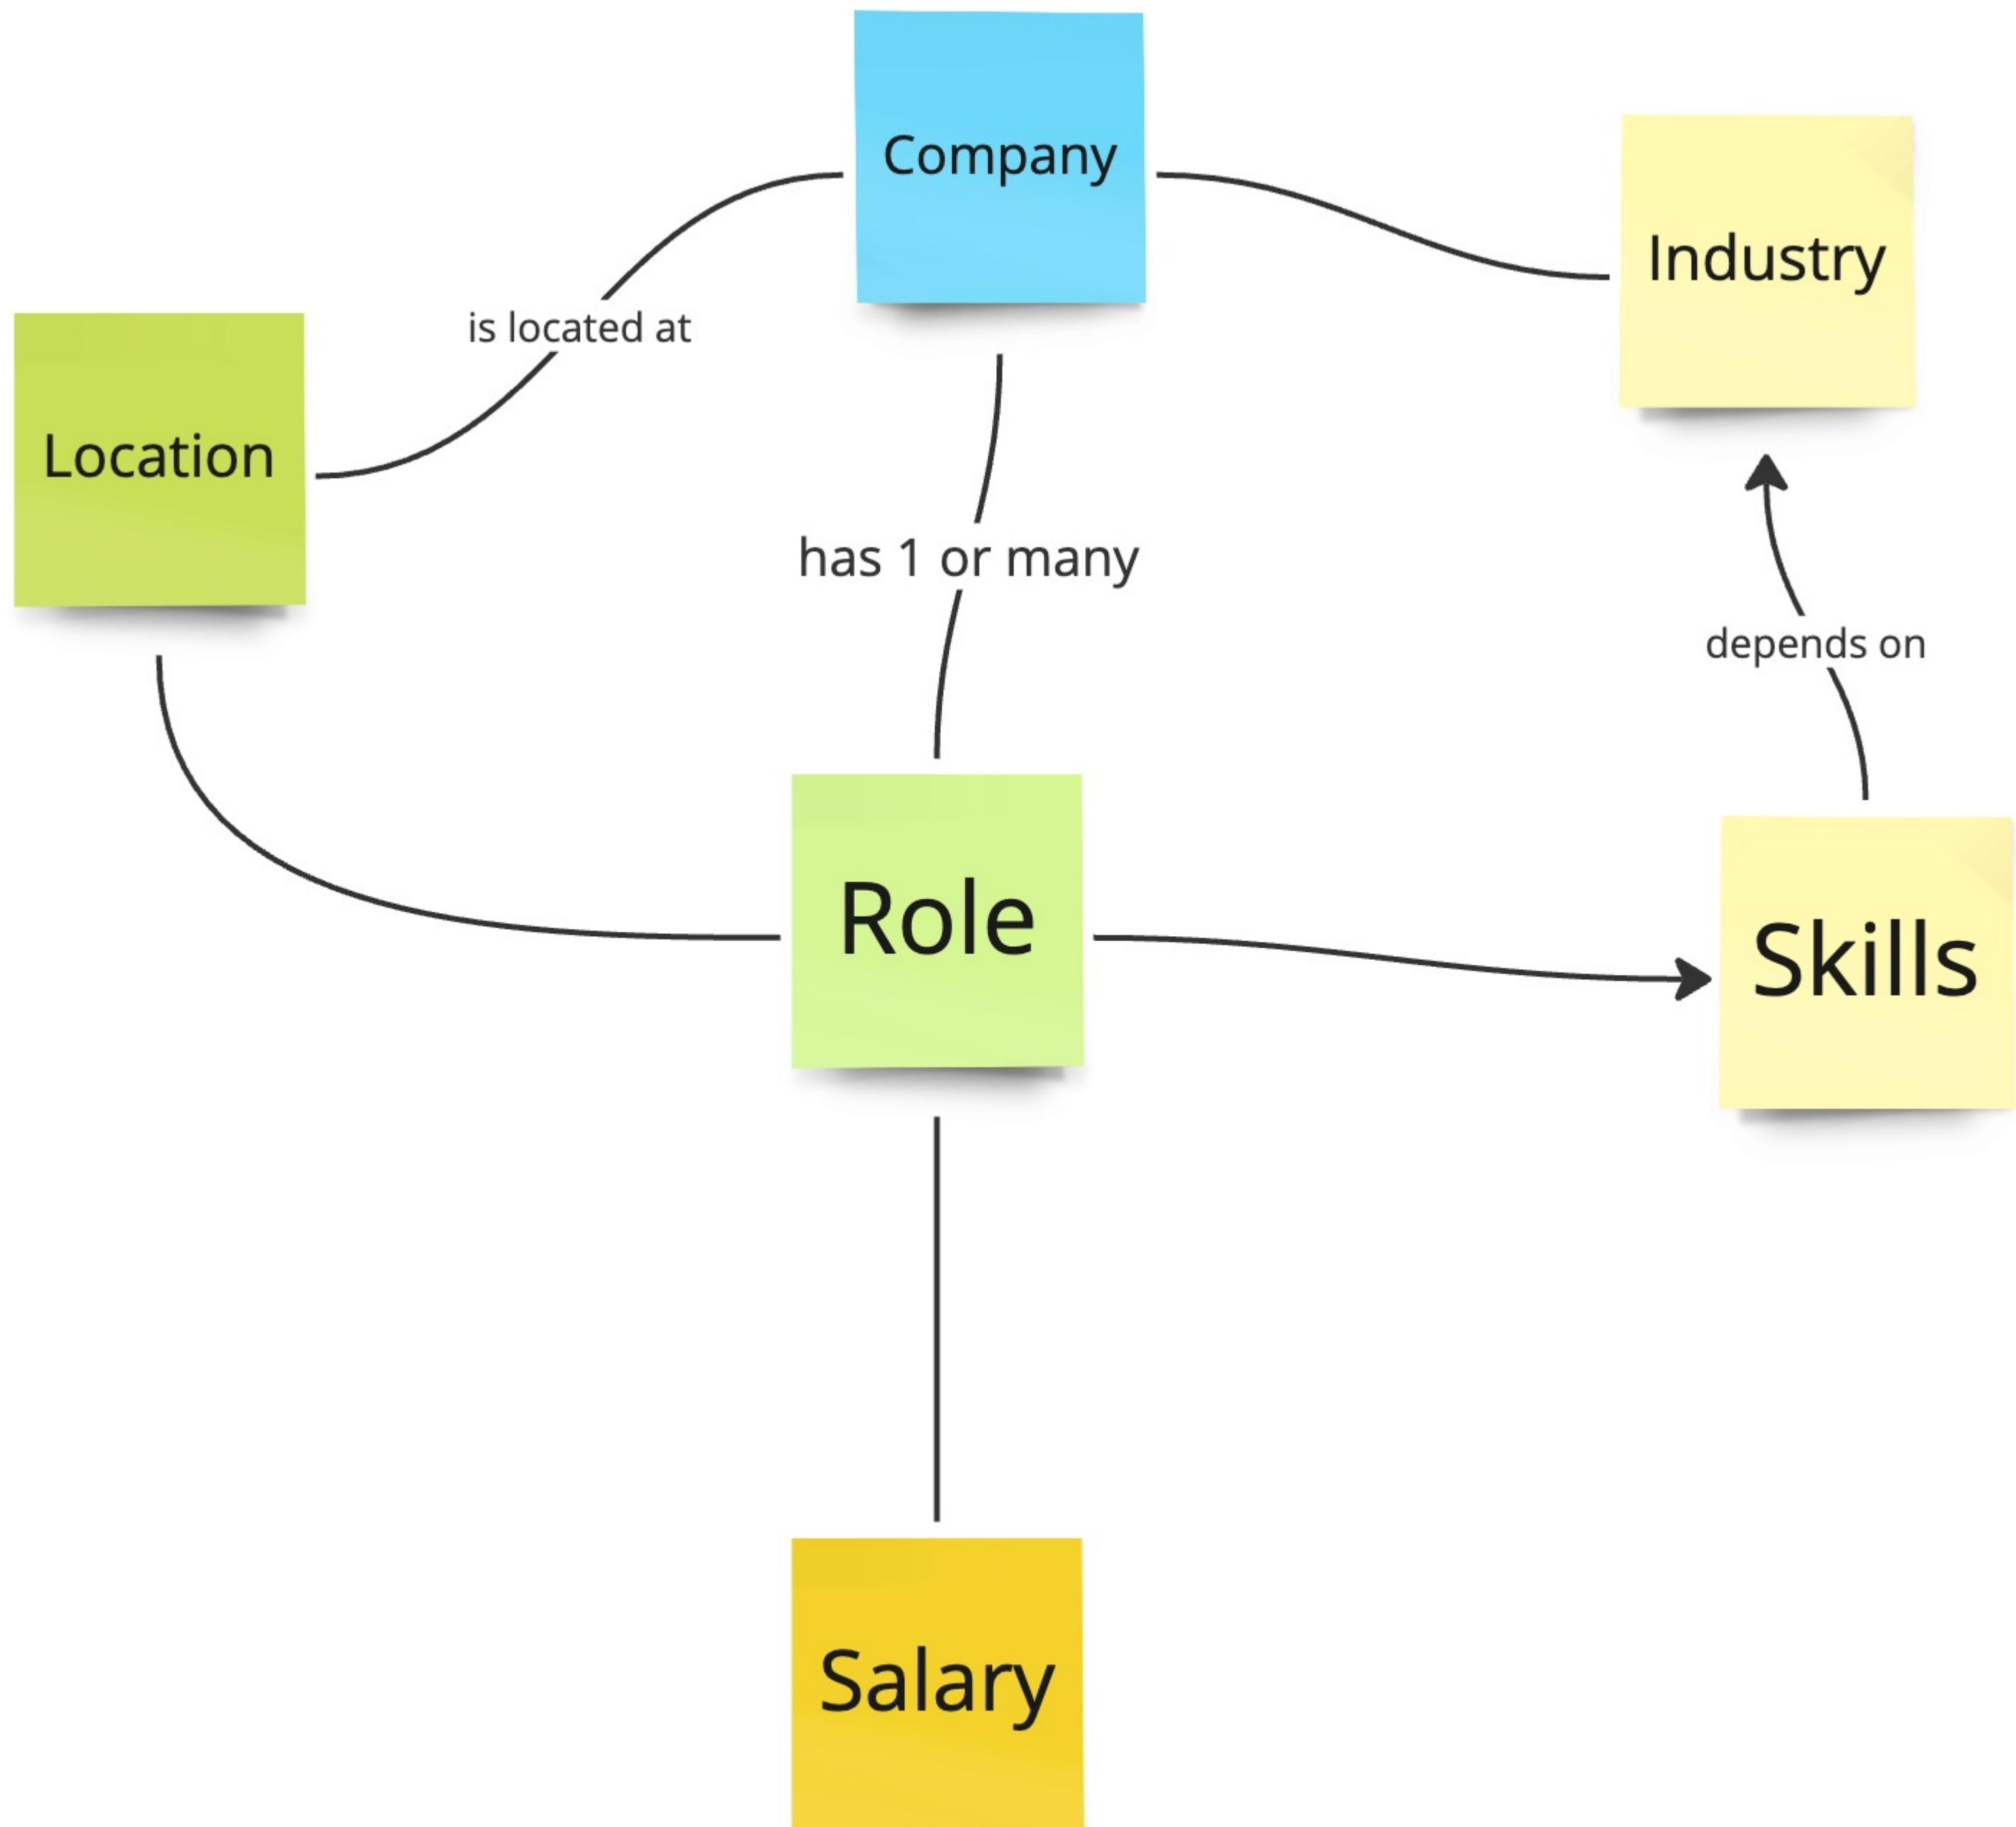 Company
Industry
is located at
Location
has 1 or many
depends on
Role
Skills
Salary